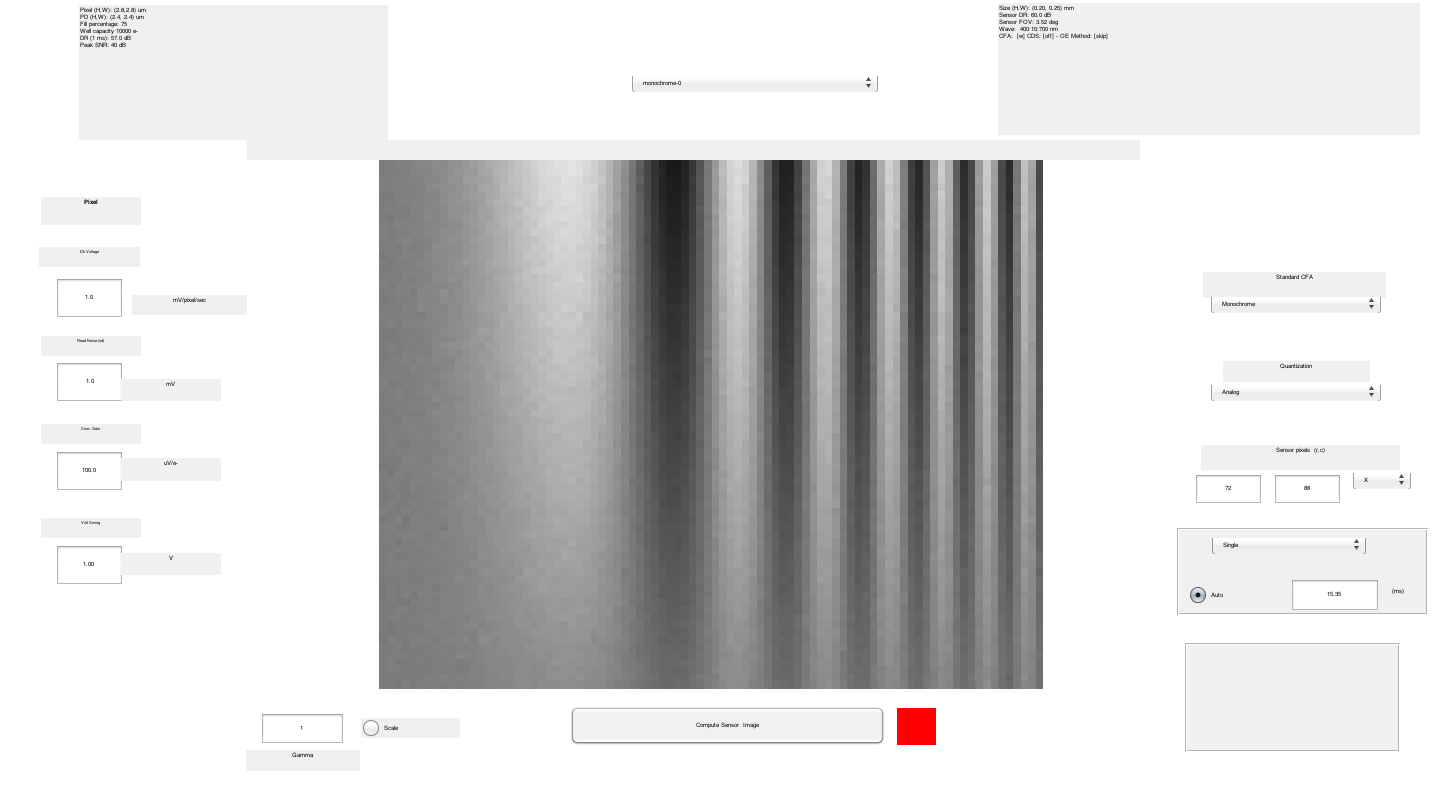 Pixel (H,W): (2.8,2.8) um
PD (H,W): (2.4, 2.4) um
Fill percentage: 75
Well capacity 10000 e-
DR (1 ms): 57.0 dB
Peak SNR: 40 dB
Size (H,W): (0.20, 0.25) mm
Sensor DR: 60.0 dB
Sensor FOV: 3.52 deg
Wave: 400:10:700 nm
CFA: [w] CDS: [off] - OE Method: [skip]
monochrome-0
Pixel
Dk Voltage
1.0
mV/pixel/sec
Read Noise (sd)
1.0
mV
Conv. Gain
100.0
uV/e-
Volt Swing
1.00
V
Standard CFA
Monochrome
Quantization
Analog
Sensor pixels (r,c)
72
88
X
Single
Auto
15.35
(ms)
1
Scale
Compute Sensor Image
Gamma